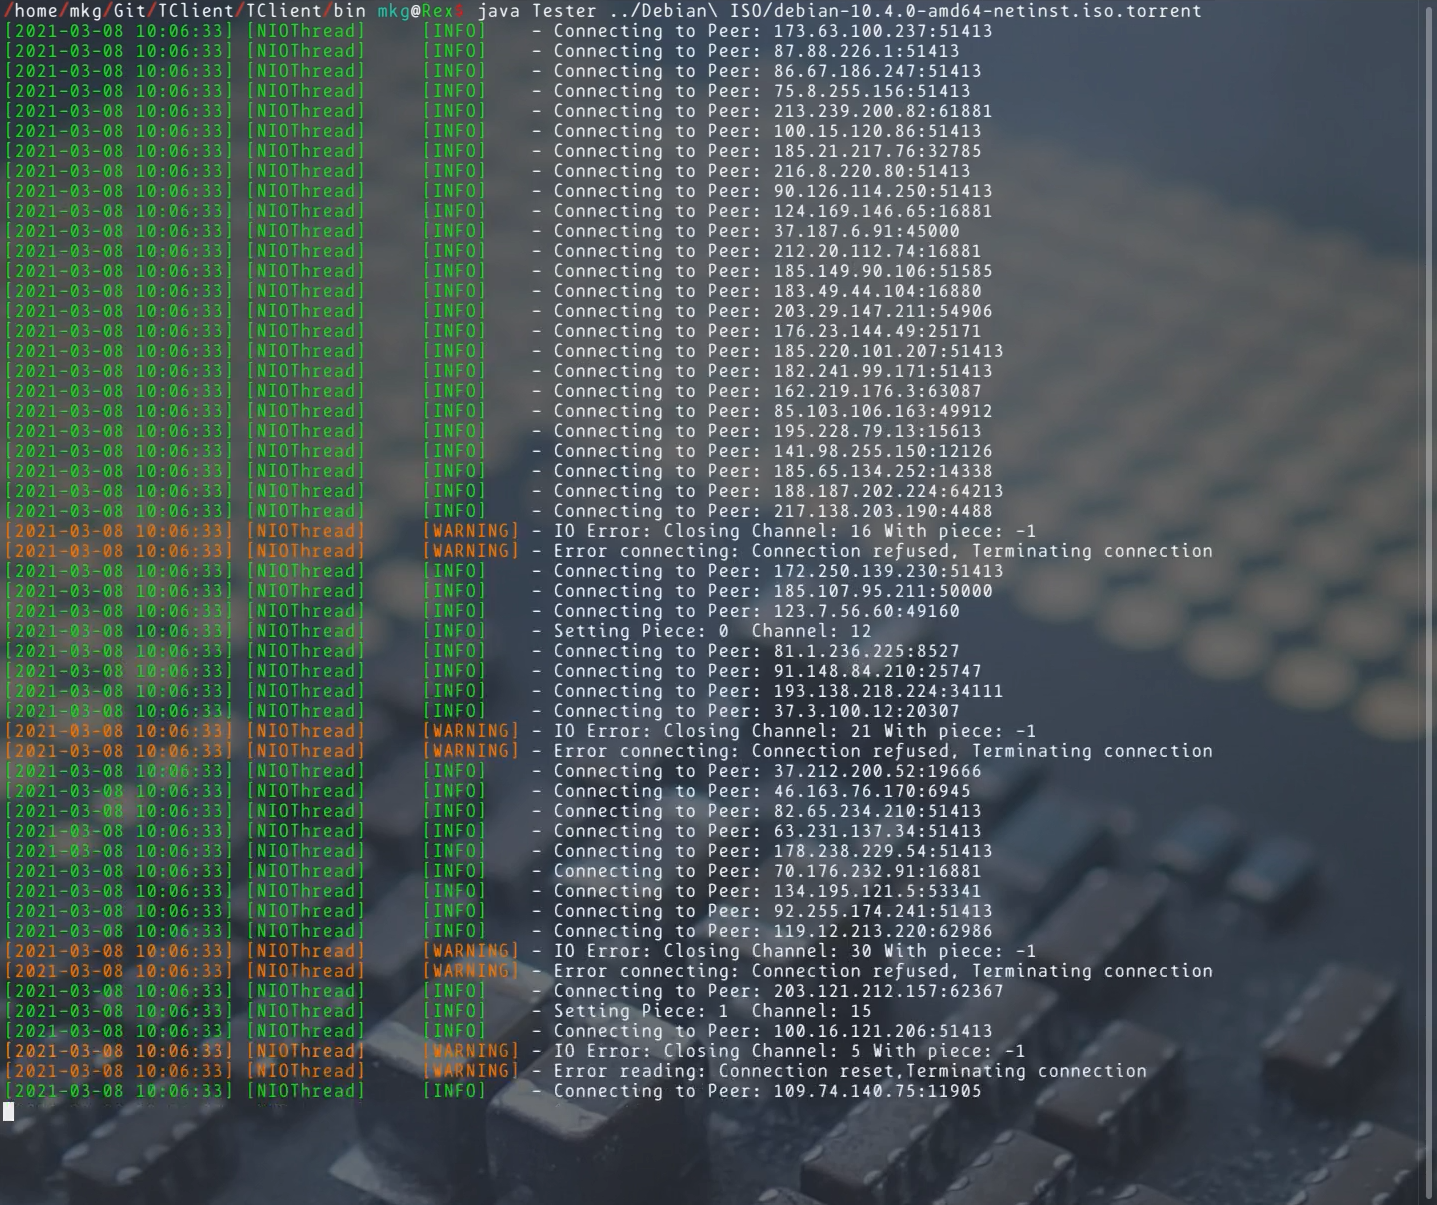 /home/mkg/Git/TClient/TClient/bin mkg@Rex$ java Tester ../Debian\ ISO/debian-10.4.0-amd64-netinst.iso.torrent
[2021-03-08 10:06:33] [NIOThread] [INFO] - Connecting to Peer: 173.63.100.237:51413
[2021-03-08 10:06:33] [NIOThread] [INFO] - Connecting to Peer: 87.88.226.1:51413
[2021-03-08 10:06:33] [NIOThread] [INFO] - Connecting to Peer: 86.67.186.247:51413
[2021-03-08 10:06:33] [NIOThread] [INFO] - Connecting to Peer: 75.8.255.156:51413
[2021-03-08 10:06:33] [NIOThread] [INFO] - Connecting to Peer: 213.239.200.82:61881
[2021-03-08 10:06:33] [NIOThread] [INFO] - Connecting to Peer: 100.15.120.86:51413
[2021-03-08 10:06:33] [NIOThread] [INFO] - Connecting to Peer: 185.21.217.76:32785
[2021-03-08 10:06:33] [NIOThread] [INFO] - Connecting to Peer: 216.8.220.80:51413
[2021-03-08 10:06:33] [NIOThread] [INFO] - Connecting to Peer: 90.126.114.250:51413
[2021-03-08 10:06:33] [NIOThread] [INFO] - Connecting to Peer: 124.169.146.65:16881
[2021-03-08 10:06:33] [NIOThread] [INFO] - Connecting to Peer: 37.187.6.91:45000
[2021-03-08 10:06:33] [NIOThread] [INFO] - Connecting to Peer: 212.20.112.74:16881
[2021-03-08 10:06:33] [NIOThread] [INFO] - Connecting to Peer: 185.149.90.106:51585
[2021-03-08 10:06:33] [NIOThread] [INFO] - Connecting to Peer: 183.49.44.104:16880
[2021-03-08 10:06:33] [NIOThread] [INFO] - Connecting to Peer: 203.29.147.211:54906
[2021-03-08 10:06:33] [NIOThread] [INFO] - Connecting to Peer: 176.23.144.49:25171
[2021-03-08 10:06:33] [NIOThread] [INFO] - Connecting to Peer: 185.220.101.207:51413
[2021-03-08 10:06:33] [NIOThread] [INFO] - Connecting to Peer: 182.241.99.171:51413
[2021-03-08 10:06:33] [NIOThread] [INFO] - Connecting to Peer: 162.219.176.3:63087
[2021-03-08 10:06:33] [NIOThread] [INFO] - Connecting to Peer: 85.103.106.163:49912
[2021-03-08 10:06:33] [NIOThread] [INFO] - Connecting to Peer: 195.228.79.13:15613
[2021-03-08 10:06:33] [NIOThread] [INFO] - Connecting to Peer: 141.98.255.150:12126
[2021-03-08 10:06:33] [NIOThread] [INFO] - Connecting to Peer: 185.65.134.252:14338
[2021-03-08 10:06:33] [NIOThread] [INFO] - Connecting to Peer: 188.187.202.224:64213
[2021-03-08 10:06:33] [NIOThread] [INFO] - Connecting to Peer: 217.138.203.190:4488
[2021-03-08 10:06:33] [NIOThread] [WARNING] - IO Error: Closing Channel: 16 With piece: -1
[2021-03-08 10:06:33] [NIOThread] [WARNING] - Error connecting: Connection refused, Terminating connection
[2021-03-08 10:06:33] [NIOThread] [INFO] - Connecting to Peer: 172.250.139.230:51413
[2021-03-08 10:06:33] [NIOThread] [INFO] - Connecting to Peer: 185.107.95.211:50000
[2021-03-08 10:06:33] [NIOThread] [INFO] - Connecting to Peer: 123.7.56.60:49160
[2021-03-08 10:06:33] [NIOThread] [INFO] - Setting Piece: 0  Channel: 12
[2021-03-08 10:06:33] [NIOThread] [INFO] - Connecting to Peer: 81.1.236.225:8527
[2021-03-08 10:06:33] [NIOThread] [INFO] - Connecting to Peer: 91.148.84.210:25747
[2021-03-08 10:06:33] [NIOThread] [INFO] - Connecting to Peer: 193.138.218.224:34111
[2021-03-08 10:06:33] [NIOThread] [INFO] - Connecting to Peer: 37.3.100.12:20307
[2021-03-08 10:06:33] [NIOThread] [WARNING] - IO Error: Closing Channel: 21 With piece: -1
[2021-03-08 10:06:33] [NIOThread] [WARNING] - Error connecting: Connection refused, Terminating connection
[2021-03-08 10:06:33] [NIOThread] [INFO] - Connecting to Peer: 37.212.200.52:19666
[2021-03-08 10:06:33] [NIOThread] [INFO] - Connecting to Peer: 46.163.76.170:6945
[2021-03-08 10:06:33] [NIOThread] [INFO] - Connecting to Peer: 82.65.234.210:51413
[2021-03-08 10:06:33] [NIOThread] [INFO] - Connecting to Peer: 63.231.137.34:51413
[2021-03-08 10:06:33] [NIOThread] [INFO] - Connecting to Peer: 178.238.229.54:51413
[2021-03-08 10:06:33] [NIOThread] [INFO] - Connecting to Peer: 70.176.232.91:16881
[2021-03-08 10:06:33] [NIOThread] [INFO] - Connecting to Peer: 134.195.121.5:53341
[2021-03-08 10:06:33] [NIOThread] [INFO] - Connecting to Peer: 92.255.174.241:51413
[2021-03-08 10:06:33] [NIOThread] [INFO] - Connecting to Peer: 119.12.213.220:62986
[2021-03-08 10:06:33] [NIOThread] [WARNING] - IO Error: Closing Channel: 30 With piece: -1
[2021-03-08 10:06:33] [NIOThread] [WARNING] - Error connecting: Connection refused, Terminating connection
[2021-03-08 10:06:33] [NIOThread] [INFO] - Connecting to Peer: 203.121.212.157:62367
[2021-03-08 10:06:33] [NIOThread] [INFO] - Setting Piece: 1  Channel: 15
[2021-03-08 10:06:33] [NIOThread] [INFO] - Connecting to Peer: 100.16.121.206:51413
[2021-03-08 10:06:33] [NIOThread] [WARNING] - IO Error: Closing Channel: 5 With piece: -1
[2021-03-08 10:06:33] [NIOThread] [WARNING] - Error reading: Connection reset,Terminating connection
[2021-03-08 10:06:33] [NIOThread] [INFO] - Connecting to Peer: 109.74.140.75:11905